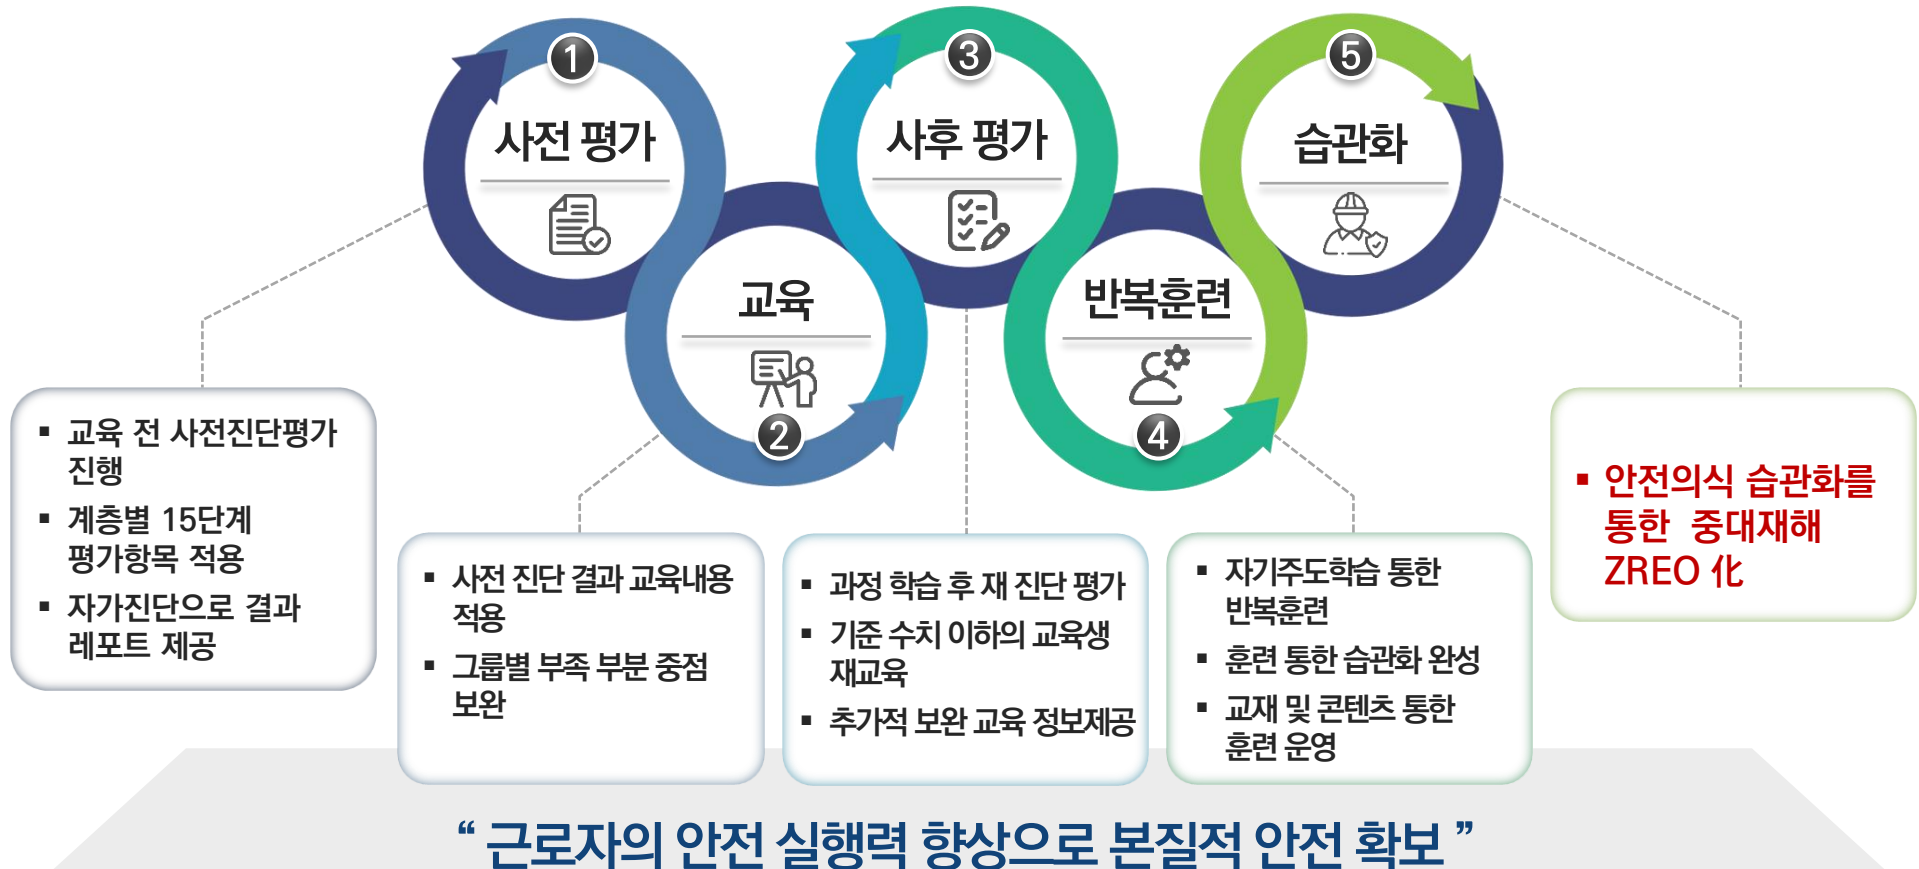 1
사전 평가
2
교육
3
사후 평가
4
반복훈련
5
습관화
▪ 교육 전 사전진단평가
진행
▪ 계층별 15단계
평가항목 적용
▪ 자가진단으로 결과
레포트 제공
▪ 사전 진단 결과 교육내용
적용
▪ 그룹별 부족 부분 중점
보완
▪ 과정 학습 후 재 진단 평가
▪ 기준 수치 이하의 교육생
재교육
▪ 추가적 보완 교육 정보제공
▪ 자기주도학습 통한
반복훈련
▪ 훈련 통한 습관화 완성
▪ 교재 및 콘텐츠 통한
훈련 운영
▪ 안전의식 습관화를
통한 중대재해
ZREO 化
“ 근로자의 안전 실행력 향상으로 본질적 안전 확보 ”